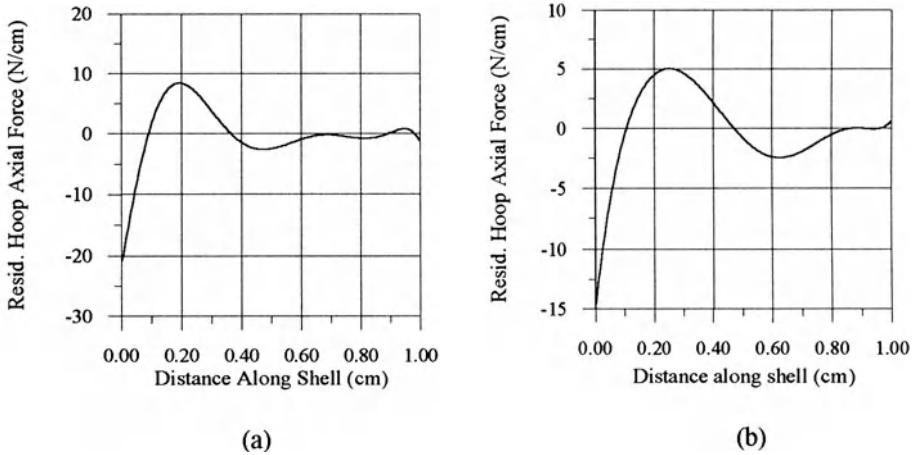 Resid. Hoop Axial Force (N/cm)
20
10
0
-10
-20
-30
0.00 0.20 0.40 0.60 0.80 1.00
Distance Along Shell (cm)
(a)
Resid. Hoop Axial Force (N/cm)
10
5
0
-5
-10
-15
0.00 0.20 0.40 0.60 0.80 1.00
Distance along shell (cm)
(b)